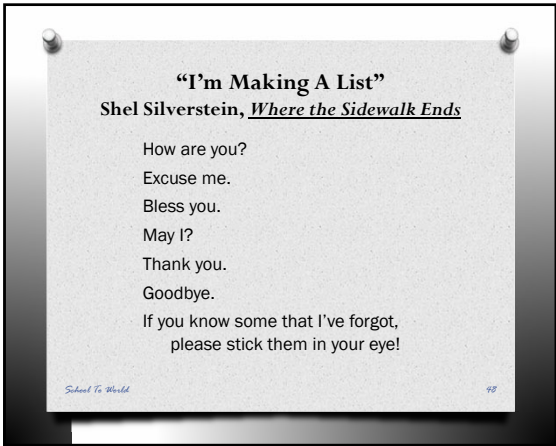 “I’m Making A List”
Shel Silverstein, Where the Sidewalk Ends
How are you?
Excuse me.
Bless you.
May I?
Thank you.
Goodbye.
If you know some that I’ve forgot,
please stick them in your eye!
School To World 48